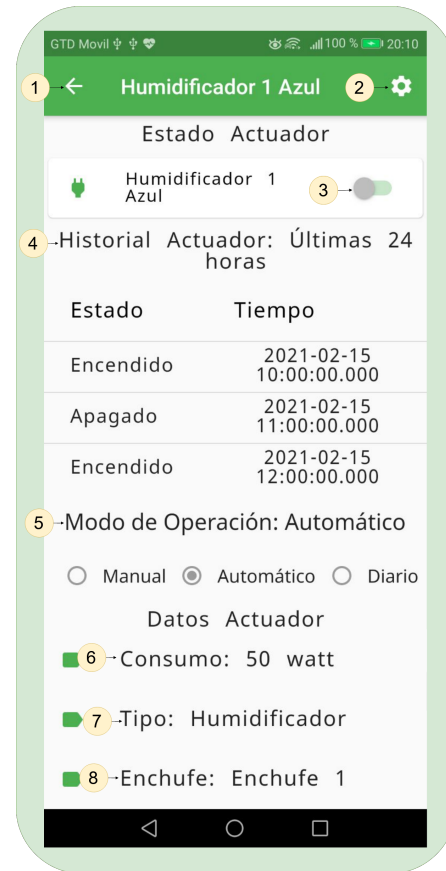 GTD Movil 100 % 20:10
1 Humidificador 1 Azul 2
Estado Actuador
Humidificador 1
Azul
3
4 Historial Actuador: Últimas 24
horas
Estado Tiempo
Encendido 2021-02-15
10:00:00.000
Apagado 2021-02-15
11:00:00.000
Encendido 2021-02-15
12:00:00.000
5 Modo de Operación: Automático
Manual Automático Diario
Datos Actuador
6 Consumo: 50 watt
7 Tipo: Humidificador
8 Enchufe: Enchufe 1